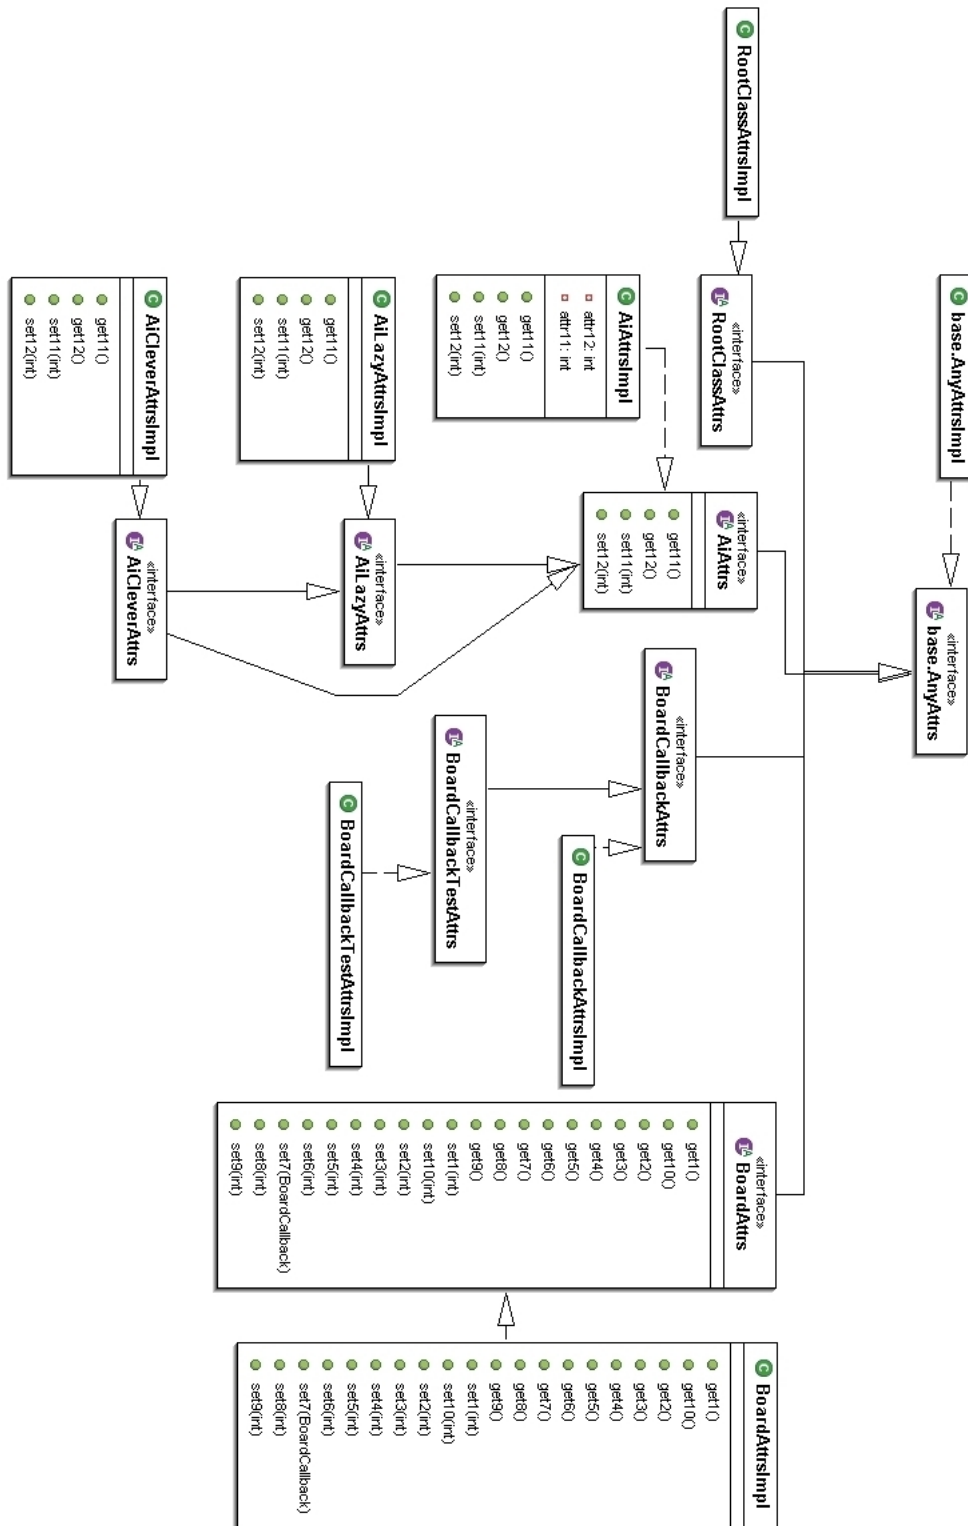 base.AnyAttrsImpl
«interface»
base.AnyAttrs
RootClassAttrsImpl
«interface»
RootClassAttrs
AiAttrsImpl
attr12: int
attr11: int
get11()
get12()
set11(int)
set12(int)
«interface»
AiAttrs
get11()
get12()
set11(int)
set12(int)
AiLazyAttrsImpl
get11()
get12()
set11(int)
set12(int)
«interface»
AiLazyAttrs
AiCleverAttrsImpl
get11()
get12()
set11(int)
set12(int)
«interface»
AiCleverAttrs
«interface»
BoardCallbackAttrs
«interface»
BoardCallbackTestAttrs
BoardCallbackAttrsImpl
BoardCallbackTestAttrsImpl
«interface»
BoardAttrs
get1()
get10()
get2()
get3()
get4()
get5()
get6()
get7()
get8()
get9()
set1(int)
set10(int)
set2(int)
set3(int)
set4(int)
set5(int)
set6(int)
set7(BoardCallback)
set8(int)
set9(int)
BoardAttrsImpl
get1()
get10()
get2()
get3()
get4()
get5()
get6()
get7()
get8()
get9()
set1(int)
set10(int)
set2(int)
set3(int)
set4(int)
set5(int)
set6(int)
set7(BoardCallback)
set8(int)
set9(int)